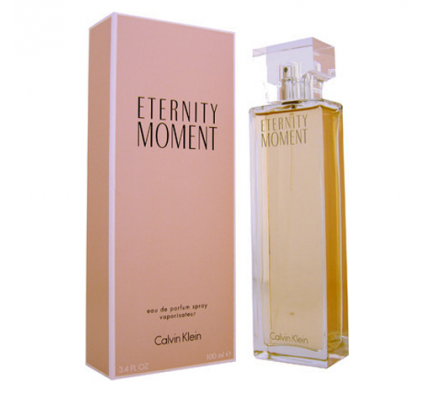 ETERNITY
MOMENT
eau de parfum spray
vaporisateur
Calvin Klein
3.4 FL OZ 100 ml e
ETERNITY
MOMENT
Calvin Klein